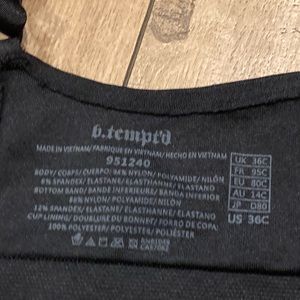 b.tempt'd
MADE IN VIETNAM/FABRIQUÉ EN VIETNAM/HECHO EN VIETNAM
951240
BODY/CORPS/CUERPO: 94% NYLON/POLYAMIDE/NILÓN
6% SPANDEX/ELASTANE/ELASTHANNE/ELASTANO
BOTTOM BAND/BANDE INFÉRIEURE/BANDA INFERIOR
88% NYLON/POLYAMIDE/NILÓN
12% SPANDEX/ELASTANE/ELASTHANNE/ELASTANO
CUP LINING/DOUBLURE DU BONNET/FORRO DE COPA:
100% POLYESTER/POLYESTER/POLIÉSTER
UK 36C
FR 95C
EU 80C
AU 14C
JP D80
US 36C